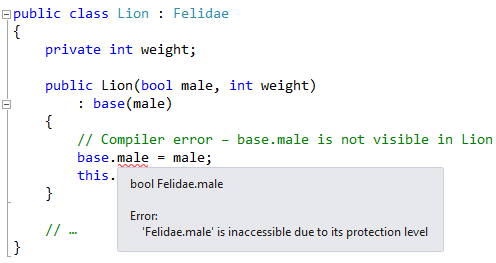 public class Lion : Felidae
{
    private int weight;

    public Lion(bool male, int weight)
        : base(male)
    {
        // Compiler error – base.male is not visible in Lion
        base.male = male;
        this.
bool Felidae.male
Error:
'Felidae.male' is inaccessible due to its protection level
    }

    // …
}